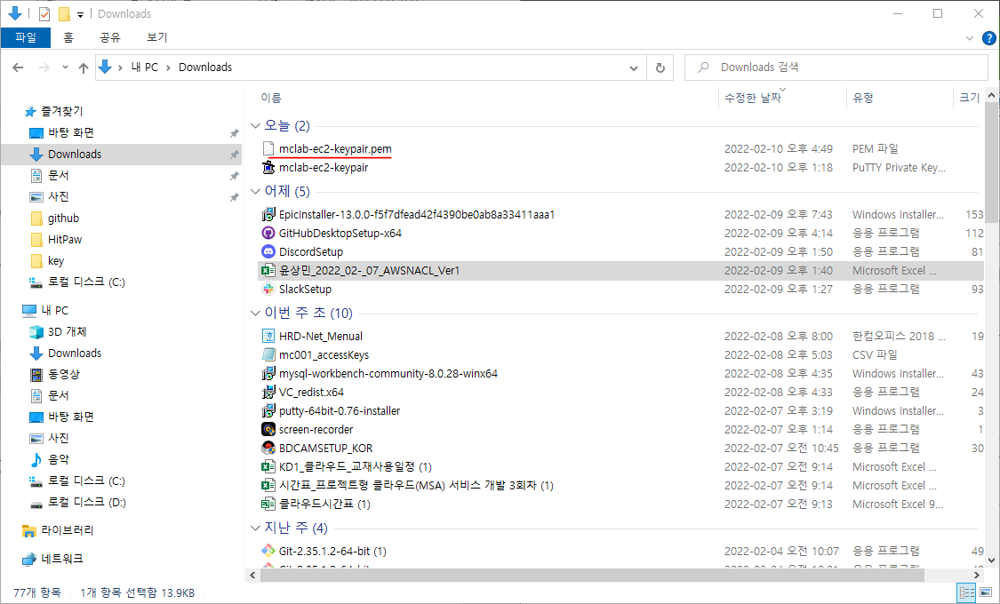 Downloads
파일 홈 공유 보기
내 PC Downloads
Downloads 검색
이름 수정한 날짜 유형 크기
즐겨찾기
바탕 화면
Downloads
문서
사진
github
HitPaw
key
로컬 디스크 (C:)
내 PC
3D 개체
Downloads
동영상
문서
바탕 화면
사진
음악
로컬 디스크 (C:)
로컬 디스크 (D:)
라이브러리
네트워크
오늘 (2)
mclab-ec2-keypair.pem 2022-02-10 오후 4:49 PEM 파일
mclab-ec2-keypair 2022-02-10 오후 1:18 PuTTY Private Key...
어제 (5)
EpicInstaller-13.0.0-f5f7dfead42f4390be0ab8a33411aaa1 2022-02-09 오후 7:43 Windows Installer... 153
GitHubDesktopSetup-x64 2022-02-09 오후 4:14 응용 프로그램 112
DiscordSetup 2022-02-09 오후 1:50 응용 프로그램 81
윤상민_2022_02-_07_AWSNACL_Ver1 2022-02-09 오후 1:40 Microsoft Excel ...
SlackSetup 2022-02-09 오후 1:27 응용 프로그램 93
이번 주 초 (10)
HRD-Net_Menual 2022-02-08 오후 8:00 한컴오피스 2018 ... 19
mc001_accessKeys 2022-02-08 오후 5:03 CSV 파일
mysql-workbench-community-8.0.28-winx64 2022-02-08 오후 4:35 Windows Installer... 43
VC_redist.x64 2022-02-08 오후 4:33 응용 프로그램 24
putty-64bit-0.76-installer 2022-02-07 오후 3:19 Windows Installer... 3
screen-recorder 2022-02-07 오후 1:14 응용 프로그램 1
BDCAMSETUP_KOR 2022-02-07 오전 10:45 응용 프로그램 30
KD1_클라우드_교재사용일정 (1) 2022-02-07 오전 9:14 Microsoft Excel ...
시간표_프로젝트형 클라우드(MSA) 서비스 개발 3회차 (1) 2022-02-07 오전 9:14 Microsoft Excel ...
클라우드시간표 (1) 2022-02-07 오전 9:13 Microsoft Excel 9...
지난 주 (4)
Git-2.35.1.2-64-bit (1) 2022-02-04 오전 10:07 응용 프로그램 49
77개 항목 1개 항목 선택함 13.9KB